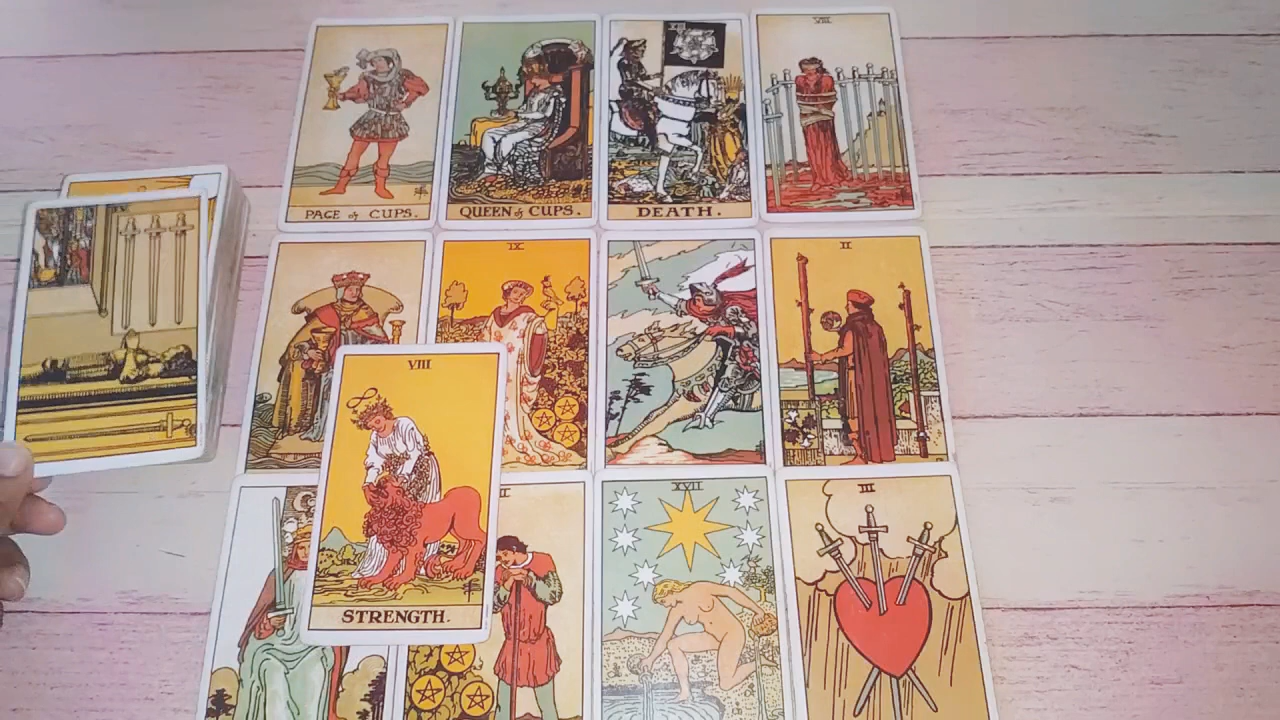 PAGE of CUPS.
QUEEN of CUPS.
DEATH.
VIII
IX
II
VIII
STRENGTH.
XVII
III